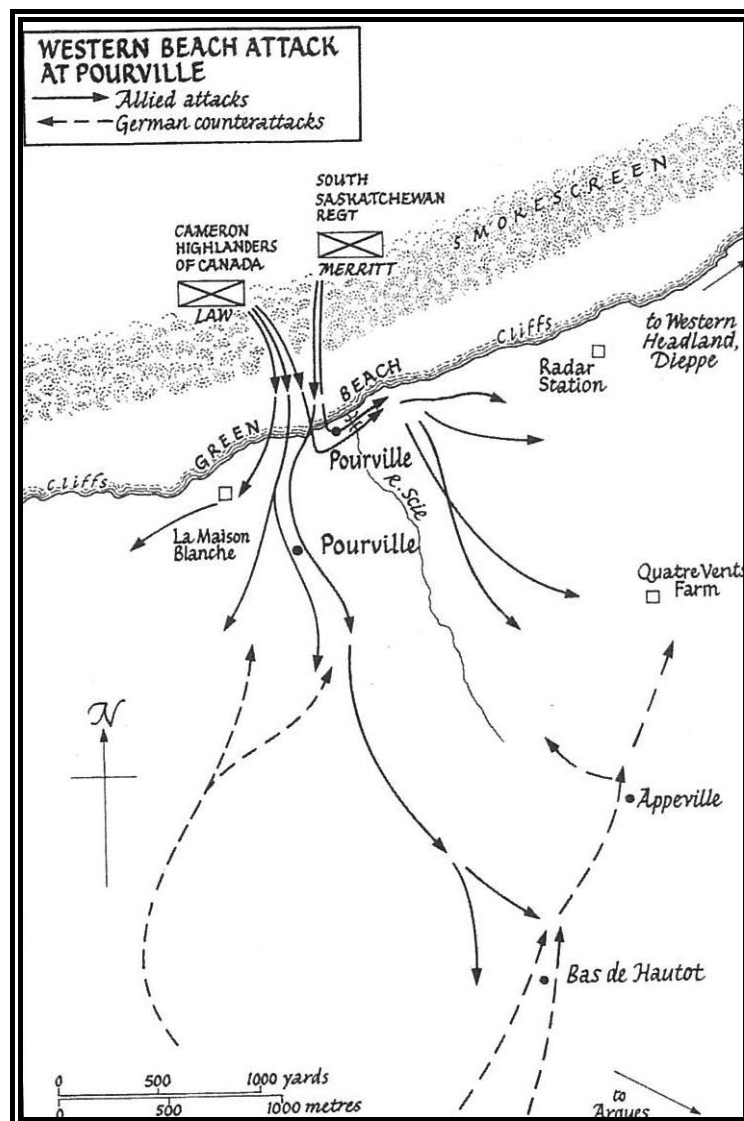 WESTERN BEACH ATTACK
AT POURVILLE
Allied attacks
German counterattacks
SOUTH
SASKATCHEWAN
REGT
MERRITT
CAMERON
HIGHLANDERS
OF CANADA
LAW
SMOKESCREEN
Cliffs
to Western
Headland,
Dieppe
Radar
Station
GREEN BEACH
Pourville
R. Scie
Cliffs
La Maison
Blanche
Pourville
Quatre Vents
Farm
N
Appeville
Bas de Hautot
0 500 1000 yards
0 500 1000 metres
to
Arques